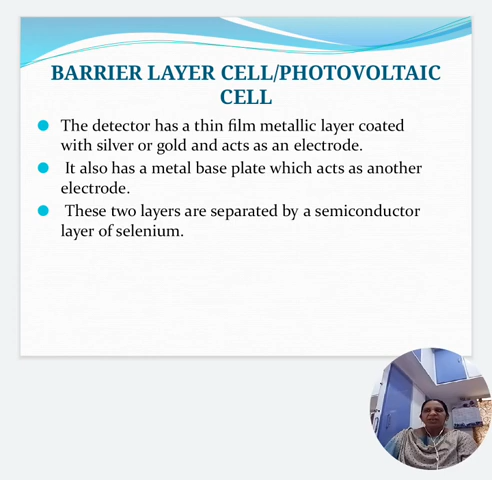 BARRIER LAYER CELL/PHOTOVOLTAIC
CELL
The detector has a thin film metallic layer coated
with silver or gold and acts as an electrode.
It also has a metal base plate which acts as another
electrode.
These two layers are separated by a semiconductor
layer of selenium.